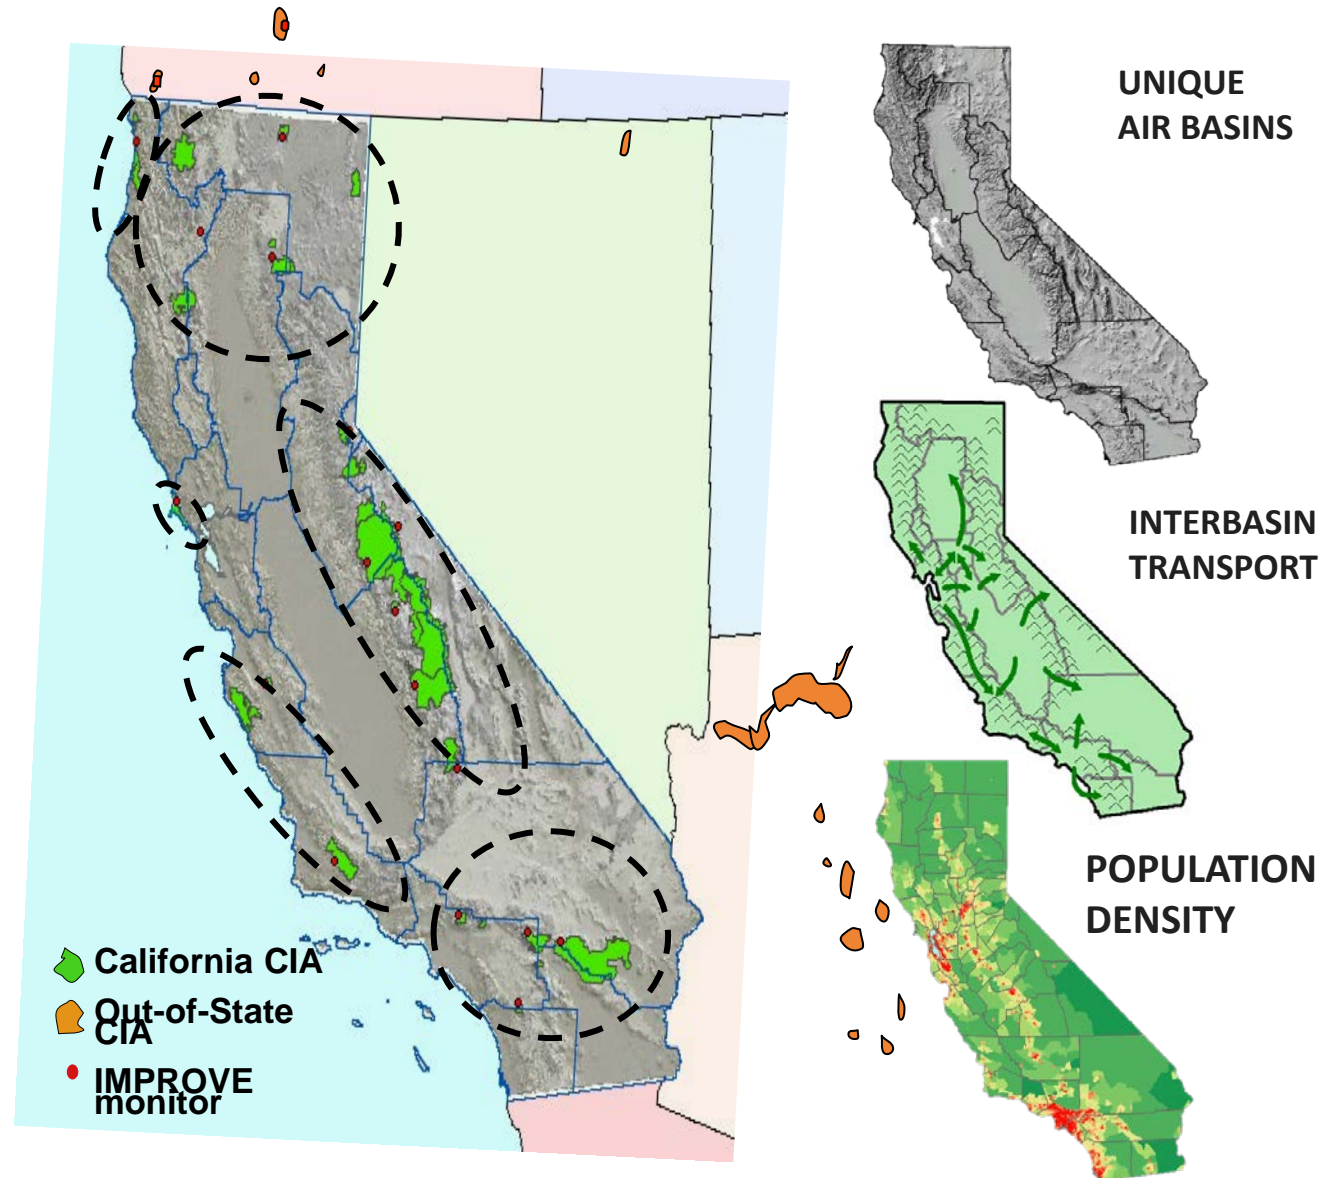 UNIQUE
AIR BASINS
INTERBASIN
TRANSPORT
POPULATION
DENSITY
California CIA
Out-of-State
CIA
IMPROVE
monitor